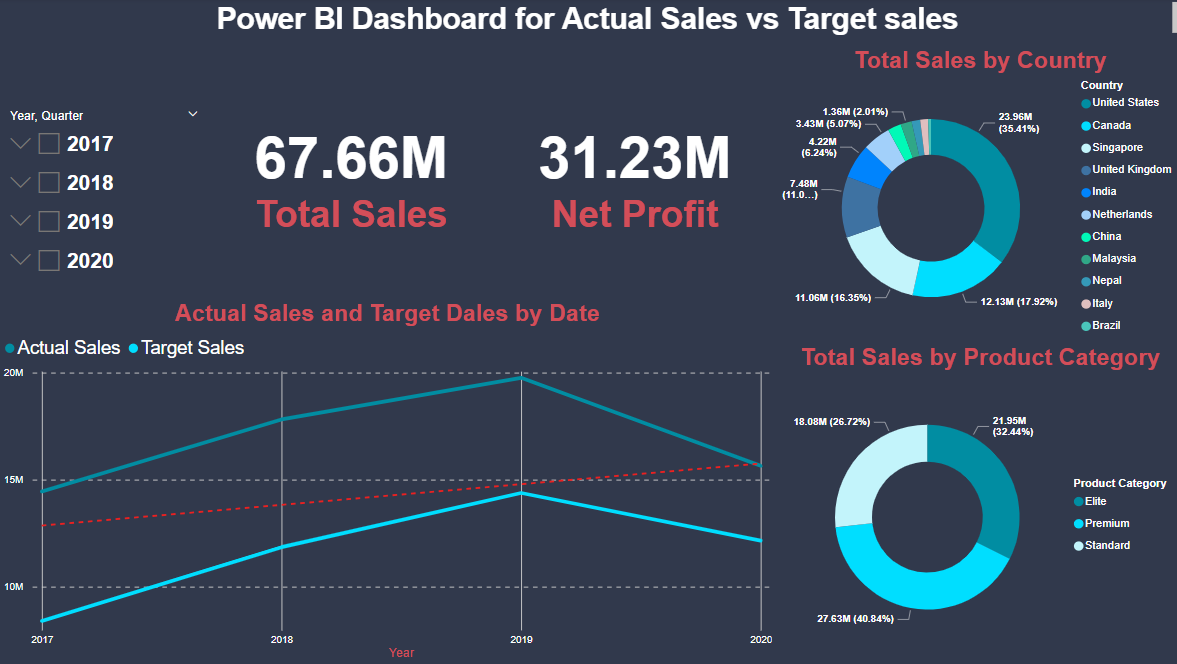 Power BI Dashboard for Actual Sales vs Target sales
Year, Quarter
2017
2018
2019
2020
67.66M
Total Sales
31.23M
Net Profit
Total Sales by Country
1.36M (2.01%)
3.43M (5.07%)
4.22M
(6.24%)
7.48M
(11.0...)
11.06M (16.35%)
23.96M
(35.41%)
12.13M (17.92%)
Country
United States
Canada
Singapore
United Kingdom
India
Netherlands
China
Malaysia
Nepal
Italy
Brazil
Actual Sales and Target Dales by Date
Actual Sales
Target Sales
20M
15M
10M
2017
2018
2019
2020
Year
Total Sales by Product Category
18.08M (26.72%)
21.95M
(32.44%)
27.63M (40.84%)
Product Category
Elite
Premium
Standard